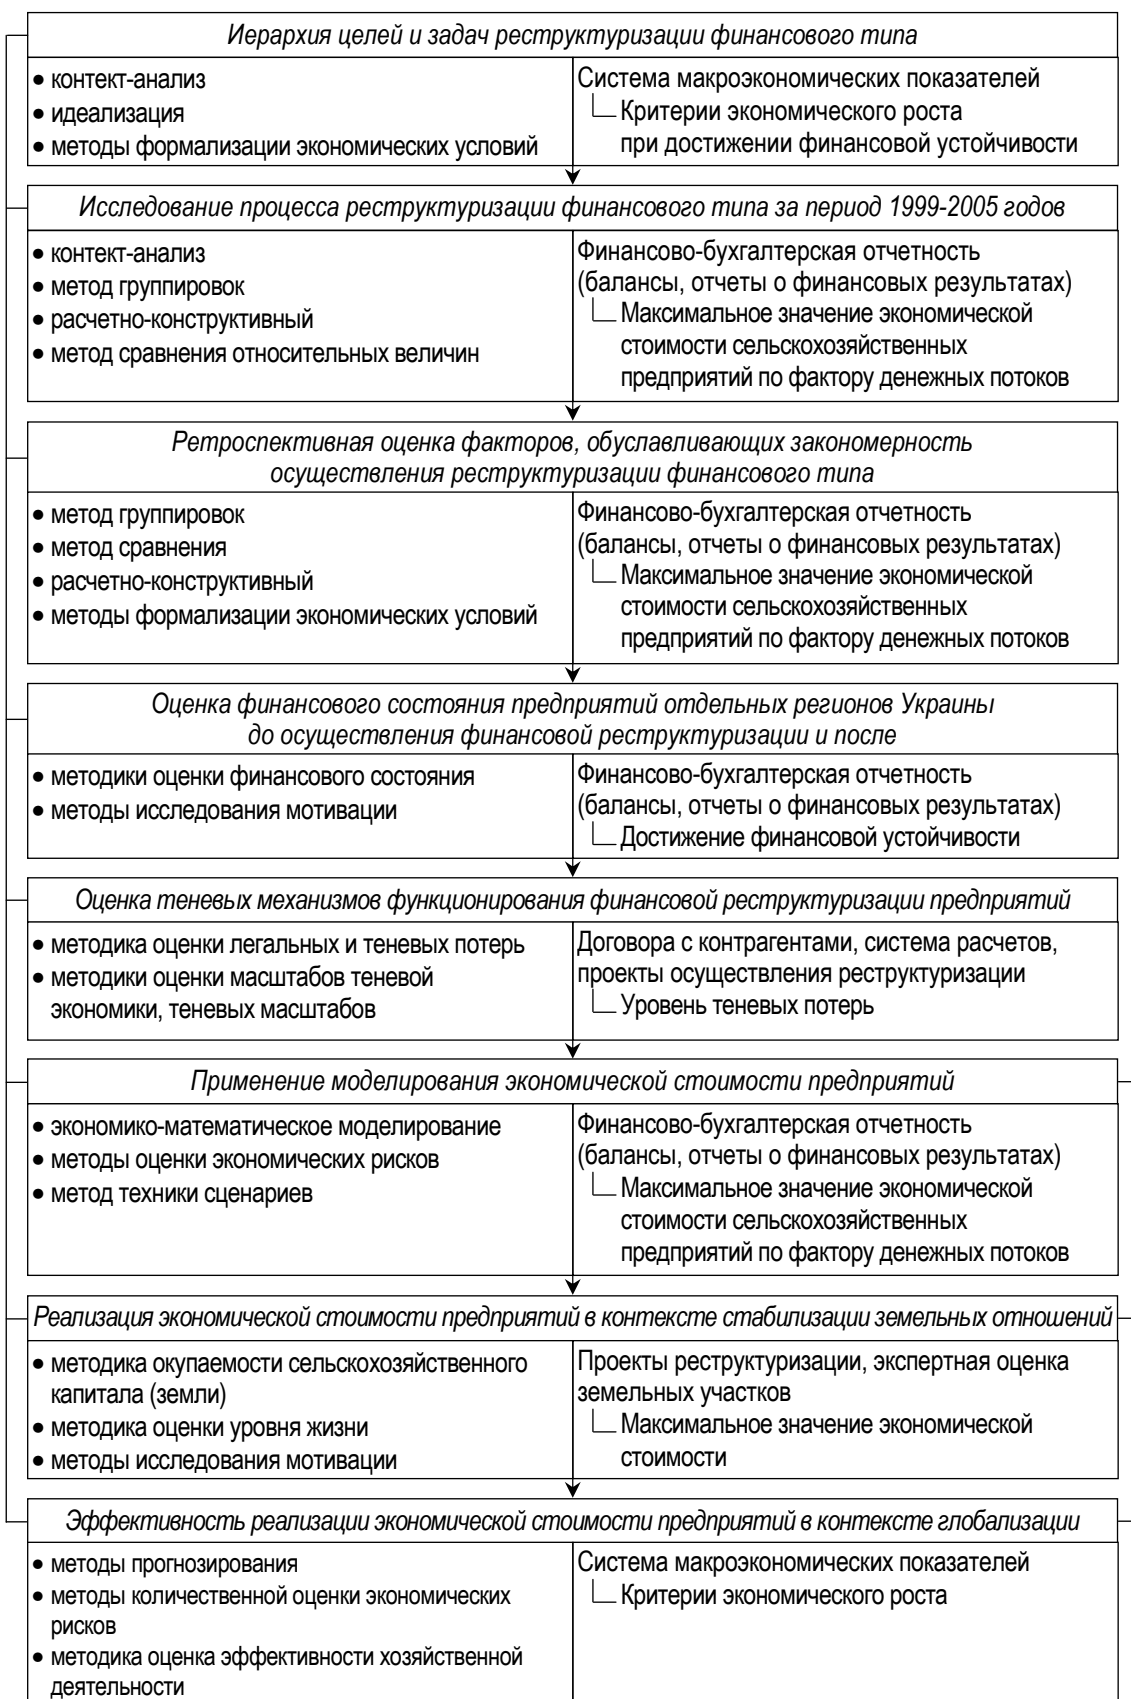 Иерархия целей и задач реструктуризации финансового типа
• контект-анализ
• идеализация
• методы формализации экономических условий
Система макроэкономических показателей
Критерии экономического роста
при достижении финансовой устойчивости
Исследование процесса реструктуризации финансового типа за период 1999-2005 годов
• контект-анализ
• метод группировок
• расчетно-конструктивный
• метод сравнения относительных величин
Финансово-бухгалтерская отчетность
(балансы, отчеты о финансовых результатах)
Максимальное значение экономической
стоимости сельскохозяйственных
предприятий по фактору денежных потоков
Ретроспективная оценка факторов, обуславливающих закономерность
осуществления реструктуризации финансового типа
• метод группировок
• метод сравнения
• расчетно-конструктивный
• методы формализации экономических условий
Финансово-бухгалтерская отчетность
(балансы, отчеты о финансовых результатах)
Максимальное значение экономической
стоимости сельскохозяйственных
предприятий по фактору денежных потоков
Оценка финансового состояния предприятий отдельных регионов Украины
до осуществления финансовой реструктуризации и после
• методики оценки финансового состояния
• методы исследования мотивации
Финансово-бухгалтерская отчетность
(балансы, отчеты о финансовых результатах)
Достижение финансовой устойчивости
Оценка теневых механизмов функционирования финансовой реструктуризации предприятий
• методика оценки легальных и теневых потерь
• методики оценки масштабов теневой
экономики, теневых масштабов
Договора с контрагентами, система расчетов,
проекты осуществления реструктуризации
Уровень теневых потерь
Применение моделирования экономической стоимости предприятий
• экономико-математическое моделирование
• методы оценки экономических рисков
• метод техники сценариев
Финансово-бухгалтерская отчетность
(балансы, отчеты о финансовых результатах)
Максимальное значение экономической
стоимости сельскохозяйственных
предприятий по фактору денежных потоков
Реализация экономической стоимости предприятий в контексте стабилизации земельных отношений
• методика окупаемости сельскохозяйственного
капитала (земли)
• методика оценки уровня жизни
• методы исследования мотивации
Проекты реструктуризации, экспертная оценка
земельных участков
Максимальное значение экономической
стоимости
Эффективность реализации экономической стоимости предприятий в контексте глобализации
• методы прогнозирования
• методы количественной оценки экономических
рисков
• методика оценка эффективности хозяйственной
деятельности
Система макроэкономических показателей
Критерии экономического роста